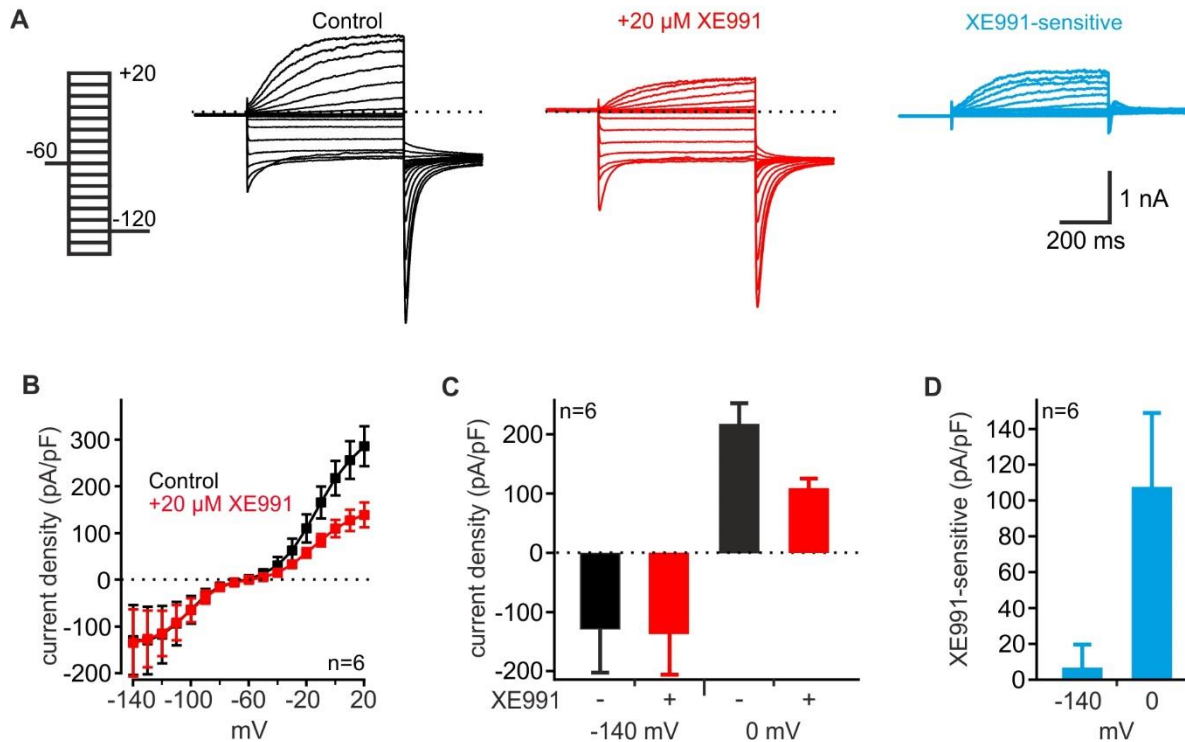 A
Control
+20 µM XE991
XE991-sensitive
+20
-60
-120
1 nA
200 ms
B
current density (pA/pF)
300
200
100
0
-100
-200
Control
+20 µM XE991
n=6
-140
-100
-60
-20
20
mV
C
n=6
current density (pA/pF)
200
100
0
-100
-200
XE991 - + - +
-140 mV 0 mV
D
n=6
XE991-sensitive (pA/pF)
140
120
100
80
60
40
20
0
-140 0
mV